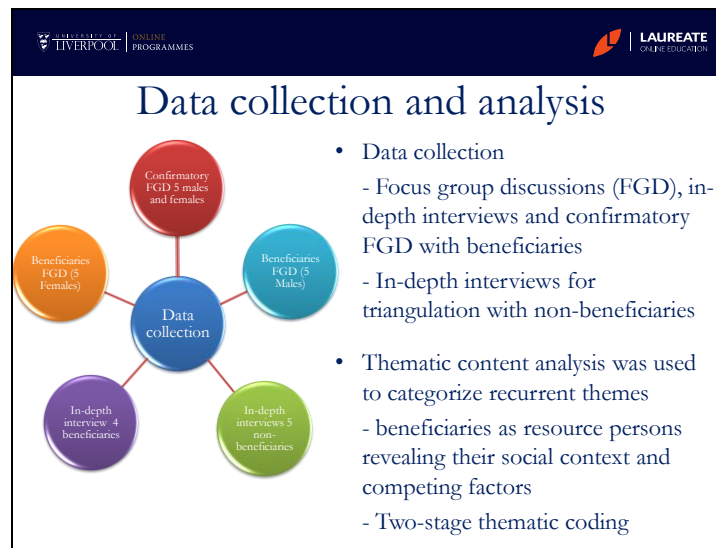 UNIVERSITY OF
LIVERPOOL
ONLINE
PROGRAMMES
LAUREATE
ONLINE EDUCATION
Data collection and analysis
Confirmatory
FGD 5 males
and females
Beneficiaries
FGD (5
Females)
Beneficiaries
FGD (5
Males)
Data
collection
In-depth
interview 4
beneficiaries
In-depth
interviews 5
non-
beneficiaries
• Data collection
- Focus group discussions (FGD), in-
depth interviews and confirmatory
FGD with beneficiaries
- In-depth interviews for
triangulation with non-beneficiaries
• Thematic content analysis was used
to categorize recurrent themes
- beneficiaries as resource persons
revealing their social context and
competing factors
- Two-stage thematic coding